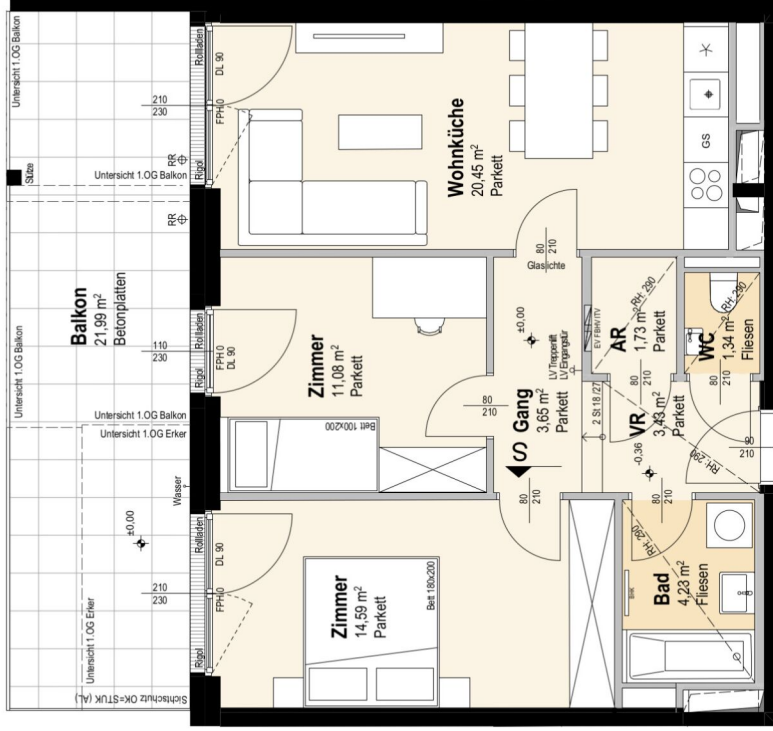 Untersicht 1.OG Balkon
Untersicht 1.OG Balkon
Stütze
RR
RR
210
230
Rollladen
DL 90
FPH 0
Rigol
Wohnküche
20,45 m²
Parkett
GS
Balkon
21,99 m²
Betonplatten
Untersicht 1.OG Balkon
Untersicht 1.OG Balkon
Untersicht 1.OG Erker
110
230
Rollladen
FPH 0
DL 90
Rigol
Zimmer
11,08 m²
Parkett
Bett 100x200
80
210
80
210
Glaslichte
±0,00
Gang
3,65 m²
Parkett
S
LV Treppenlift
LV Eingangstür
EV FBHV ITV
AR
1,73 m²
Parkett
RH: 290
80
210
WC
1,34 m²
Fliesen
RH: 290
80
210
2 St 18/27
VR
3,43 m²
Parkett
-0,36
RH: 290
90
210
Wasser
±0,00
Untersicht 1.OG Erker
Sichtschutz OK=STUK (AL)
210
230
Rollladen
DL 90
FPH 0
Rigol
Zimmer
14,59 m²
Parkett
Bett 180x200
80
210
80
210
Bad
4,23 m²
Fliesen
RH: 290
EHK